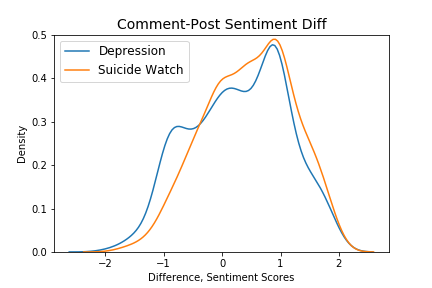 Comment-Post Sentiment Diff
Depression
Suicide Watch
Density
0.5
0.4
0.3
0.2
0.1
0.0
−2
−1
0
1
2
Difference, Sentiment Scores